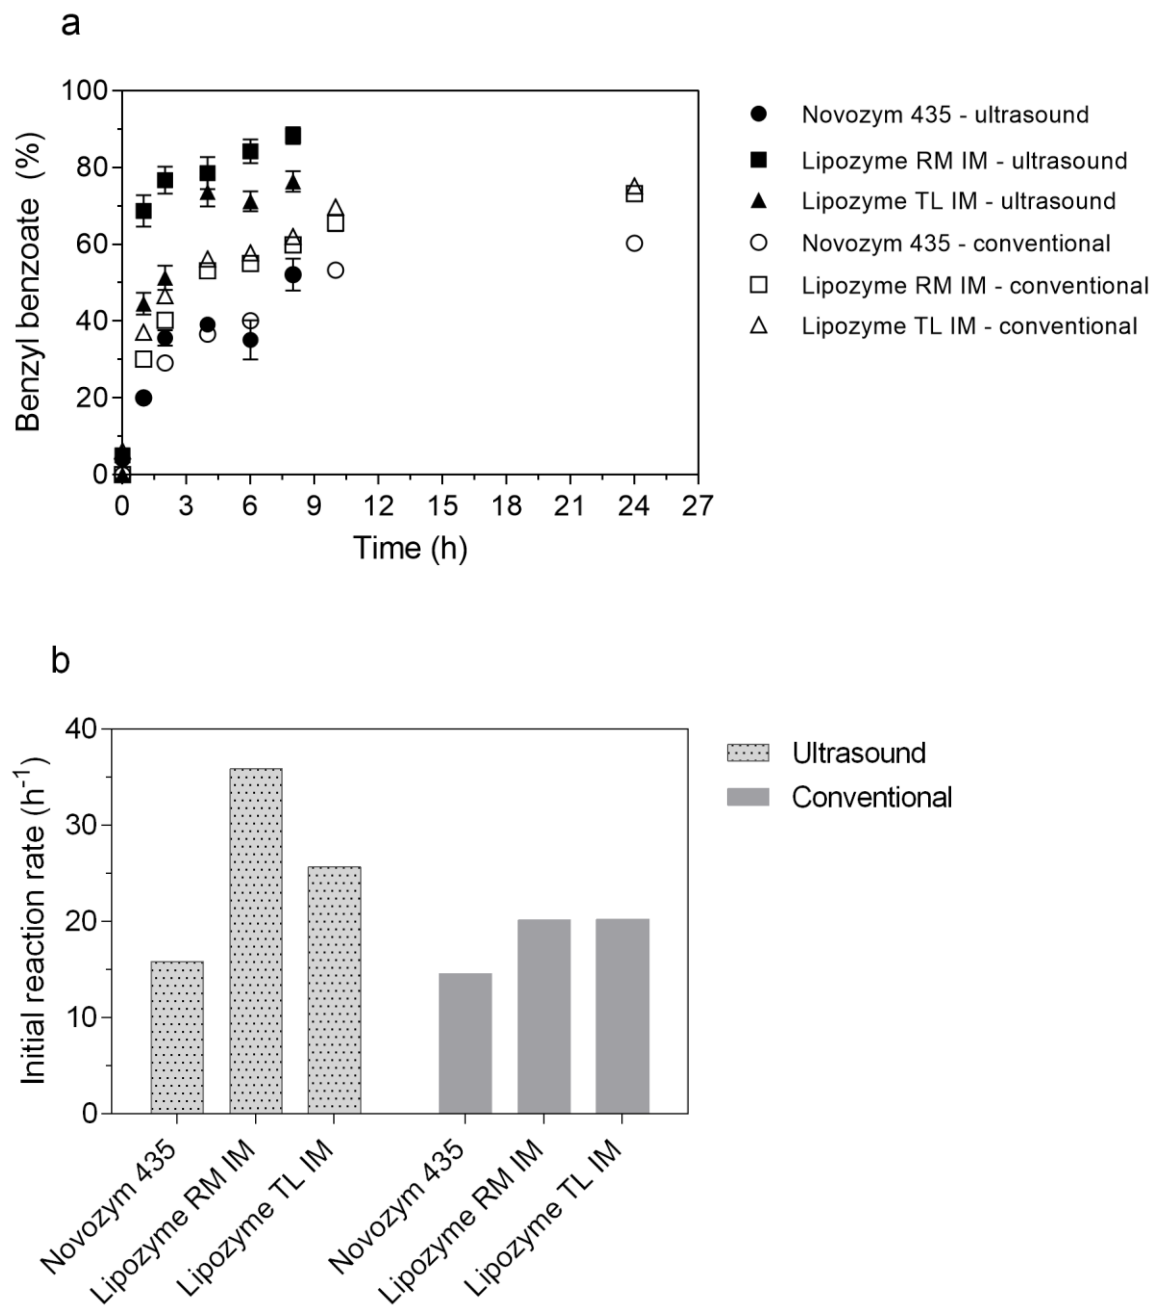 a
100
80
60
40
20
0
Benzyl benzoate (%)
0 3 6 9 12 15 18 21 24 27
Time (h)
Novozym 435 - ultrasound
Lipozyme RM IM - ultrasound
Lipozyme TL IM - ultrasound
Novozym 435 - conventional
Lipozyme RM IM - conventional
Lipozyme TL IM - conventional
b
40
30
20
10
0
Initial reaction rate (h⁻¹)
Novozym 435
Lipozyme RM IM
Lipozyme TL IM
Novozym 435
Lipozyme RM IM
Lipozyme TL IM
Ultrasound
Conventional